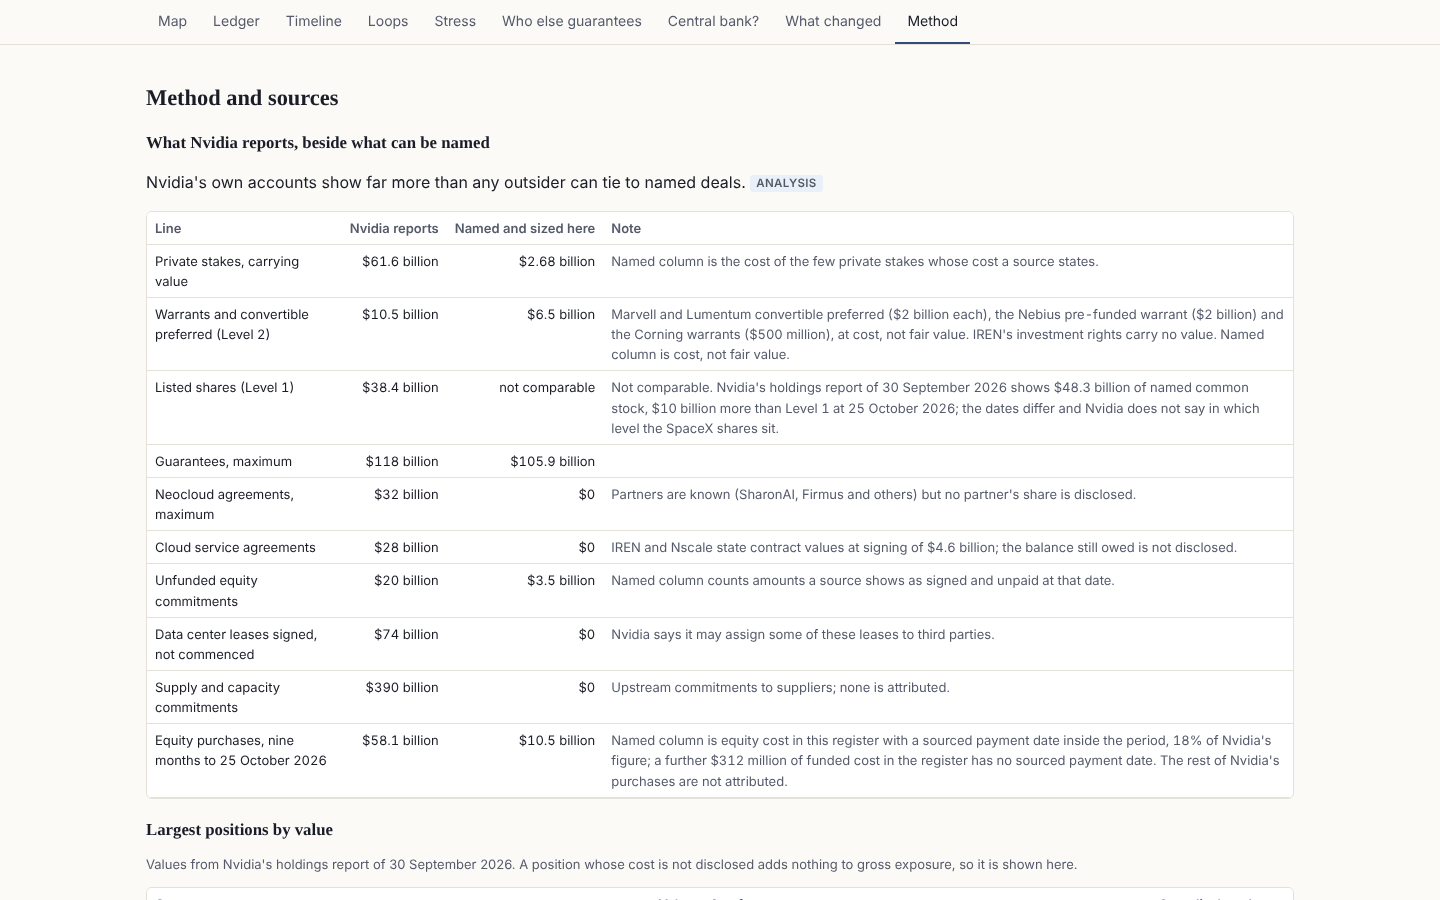 Map Ledger Timeline Loops Stress Who else guarantees Central bank? What changed Method
Method and sources
What Nvidia reports, beside what can be named
Nvidia's own accounts show far more than any outsider can tie to named deals. ANALYSIS
Line Nvidia reports Named and sized here Note
Private stakes, carrying value $61.6 billion $2.68 billion Named column is the cost of the few private stakes whose cost a source states.
Warrants and convertible preferred (Level 2) $10.5 billion $6.5 billion Marvell and Lumentum convertible preferred ($2 billion each), the Nebius pre-funded warrant ($2 billion) and
the Corning warrants ($500 million), at cost, not fair value. IREN's investment rights carry no value. Named
column is cost, not fair value.
Listed shares (Level 1) $38.4 billion not comparable Not comparable. Nvidia's holdings report of 30 September 2026 shows $48.3 billion of named common
stock, $10 billion more than Level 1 at 25 October 2026; the dates differ and Nvidia does not say in which
level the SpaceX shares sit.
Guarantees, maximum $118 billion $105.9 billion
Neocloud agreements, maximum $32 billion $0 Partners are known (SharonAI, Firmus and others) but no partner's share is disclosed.
Cloud service agreements $28 billion $0 IREN and Nscale state contract values at signing of $4.6 billion; the balance still owed is not disclosed.
Unfunded equity commitments $20 billion $3.5 billion Named column counts amounts a source shows as signed and unpaid at that date.
Data center leases signed, not commenced $74 billion $0 Nvidia says it may assign some of these leases to third parties.
Supply and capacity commitments $390 billion $0 Upstream commitments to suppliers; none is attributed.
Equity purchases, nine months to 25 October 2026 $58.1 billion $10.5 billion Named column is equity cost in this register with a sourced payment date inside the period, 18% of Nvidia's
figure; a further $312 million of funded cost in the register has no sourced payment date. The rest of Nvidia's
purchases are not attributed.
Largest positions by value
Values from Nvidia's holdings report of 30 September 2026. A position whose cost is not disclosed adds nothing to gross exposure, so it is shown here.